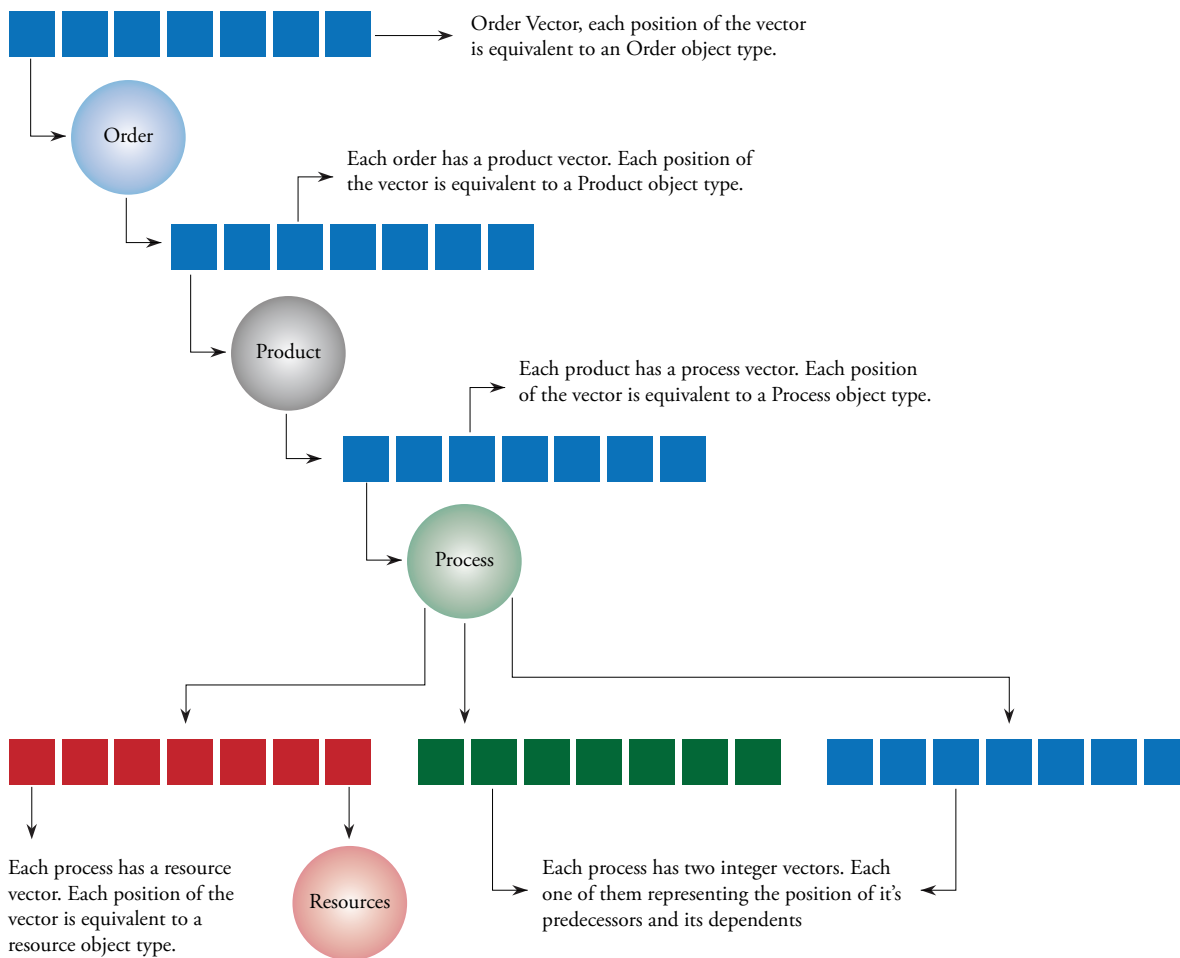 Order Vector, each position of the vector
is equivalent to an Order object type.
Order
Each order has a product vector. Each position of
the vector is equivalent to a Product object type.
Product
Each product has a process vector. Each position
of the vector is equivalent to a Process object type.
Process
Each process has a resource
vector. Each position of the
vector is equivalent to a
resource object type.
Resources
Each process has two integer vectors. Each
one of them representing the position of it's
predecessors and its dependents